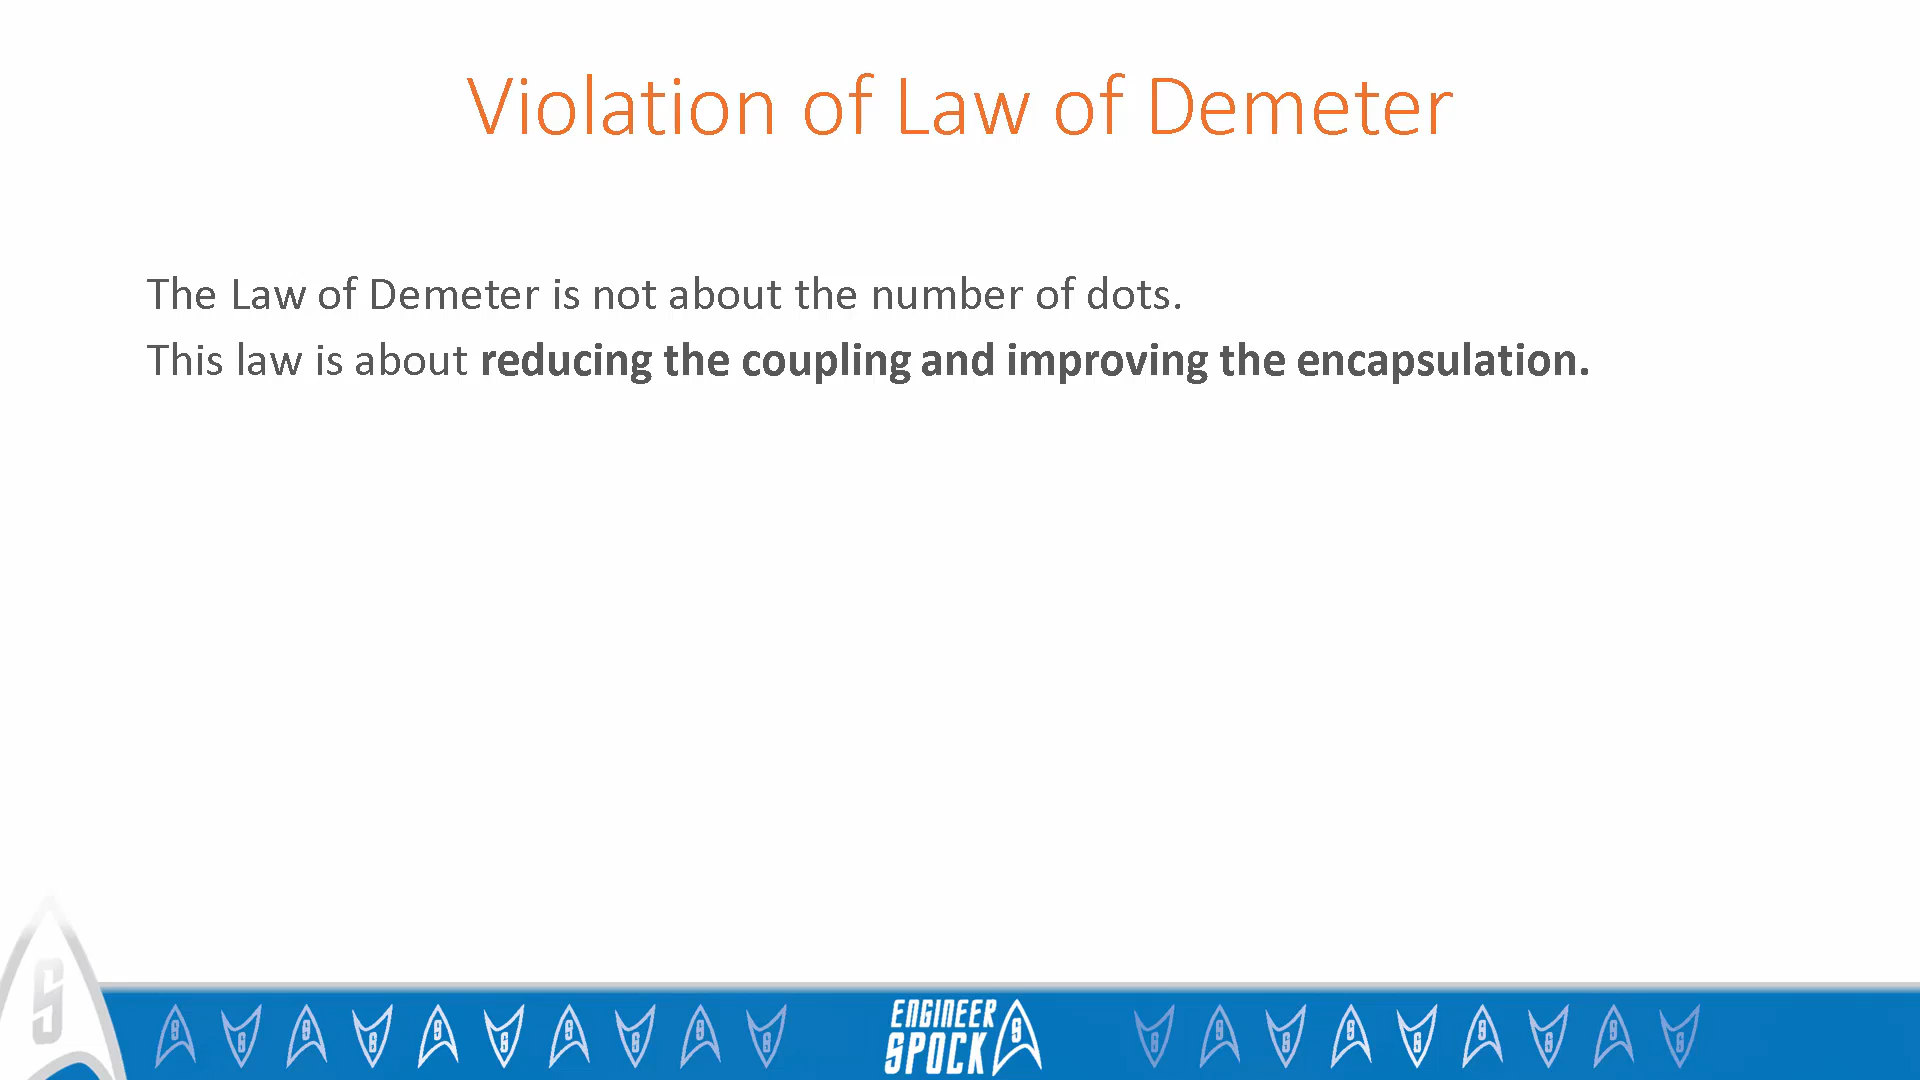 Violation of Law of Demeter
The Law of Demeter is not about the number of dots.
This law is about reducing the coupling and improving the encapsulation.
ENGINEER
SPOCK